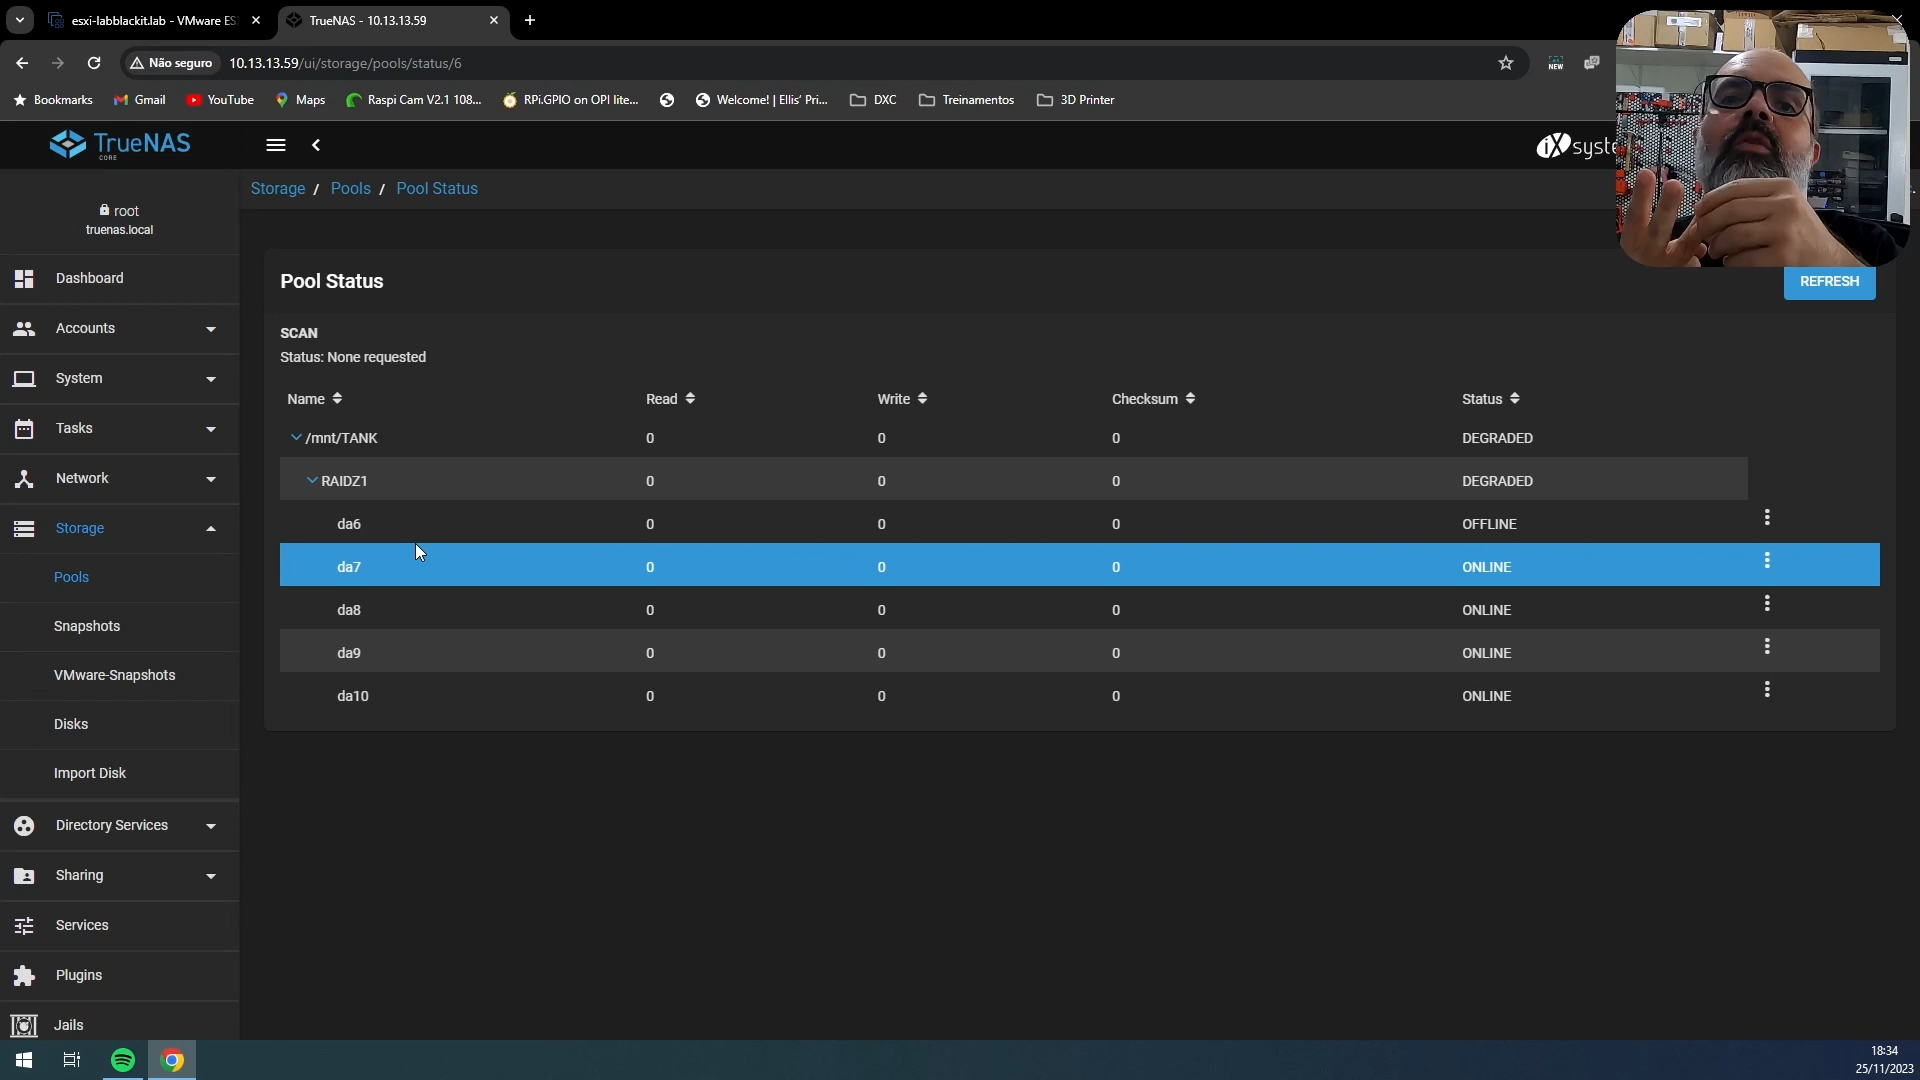 esxi-labblackit.lab - VMware ES
TrueNAS - 10.13.13.59
Não seguro
10.13.13.59/ui/storage/pools/status/6
NEW
Bookmarks
Gmail
YouTube
Maps
Raspi Cam V2.1 108...
RPi.GPIO on OPI lite...
Welcome! | Ellis' Pri...
DXC
Treinamentos
3D Printer
TrueNAS
CORE
iXsyste
root
truenas.local
Storage / Pools / Pool Status
Dashboard
Accounts
System
Tasks
Network
Storage
Pools
Snapshots
VMware-Snapshots
Disks
Import Disk
Directory Services
Sharing
Services
Plugins
Jails
Pool Status
REFRESH
SCAN
Status: None requested
Name Read Write Checksum Status
/mnt/TANK 0 0 0 DEGRADED
RAIDZ1 0 0 0 DEGRADED
da6 0 0 0 OFFLINE
da7 0 0 0 ONLINE
da8 0 0 0 ONLINE
da9 0 0 0 ONLINE
da10 0 0 0 ONLINE
18:34
25/11/2023